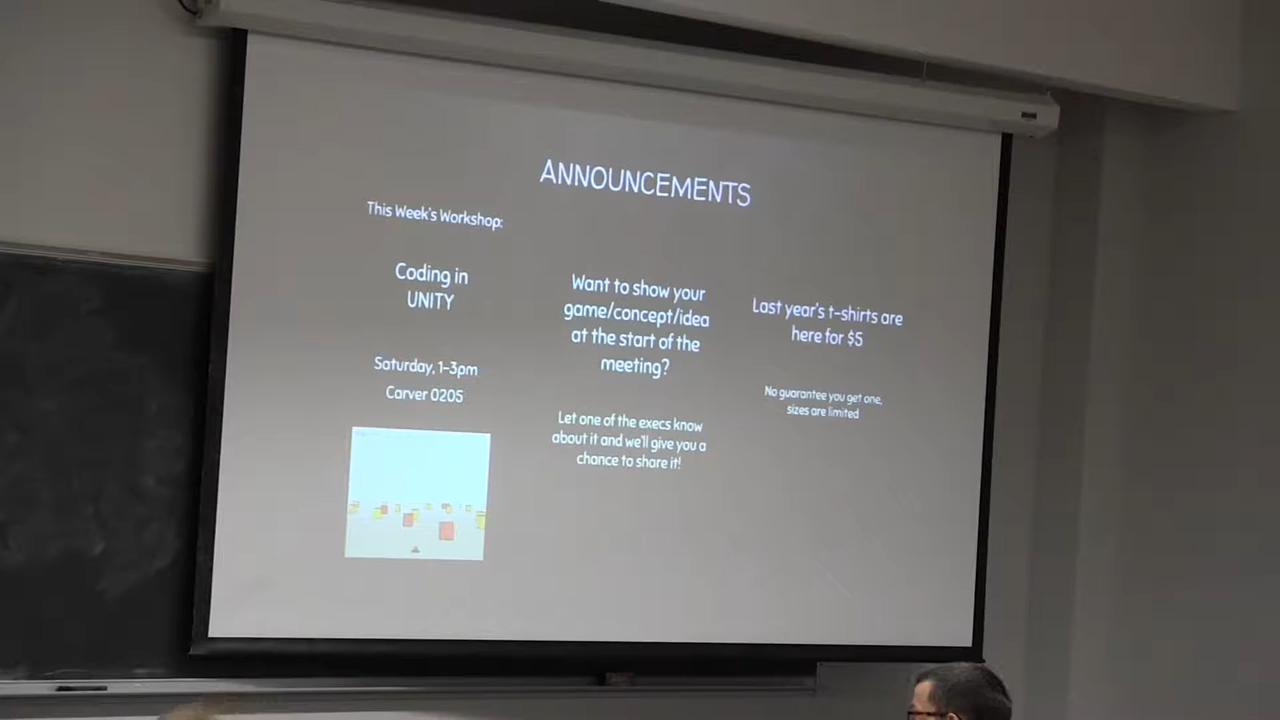 ANNOUNCEMENTS
This Week's Workshop:
Coding in
UNITY
Saturday, 1-3pm
Carver 0205
Want to show your
game/concept/idea
at the start of the
meeting?
Let one of the execs know
about it and we'll give you a
chance to share it!
Last year's t-shirts are
here for $5
No guarantee you get one,
sizes are limited